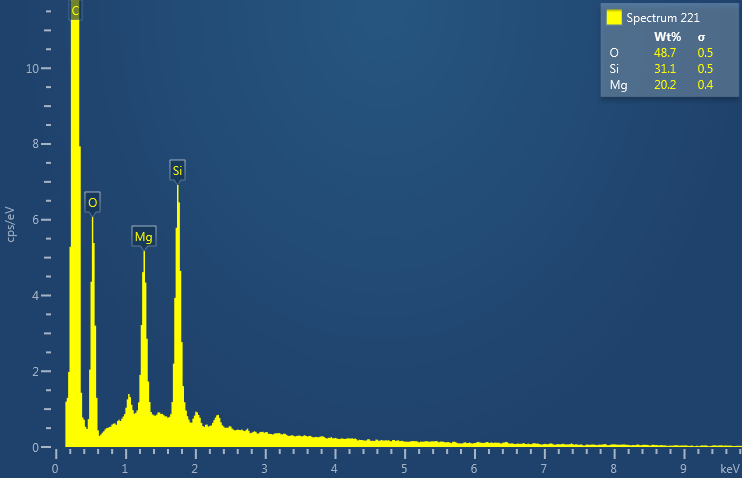 C
Spectrum 221
Wt% σ
O 48.7 0.5
Si 31.1 0.5
Mg 20.2 0.4
10
8
6
4
2
0
cps/eV
Si
O
Mg
0 1 2 3 4 5 6 7 8 9 keV